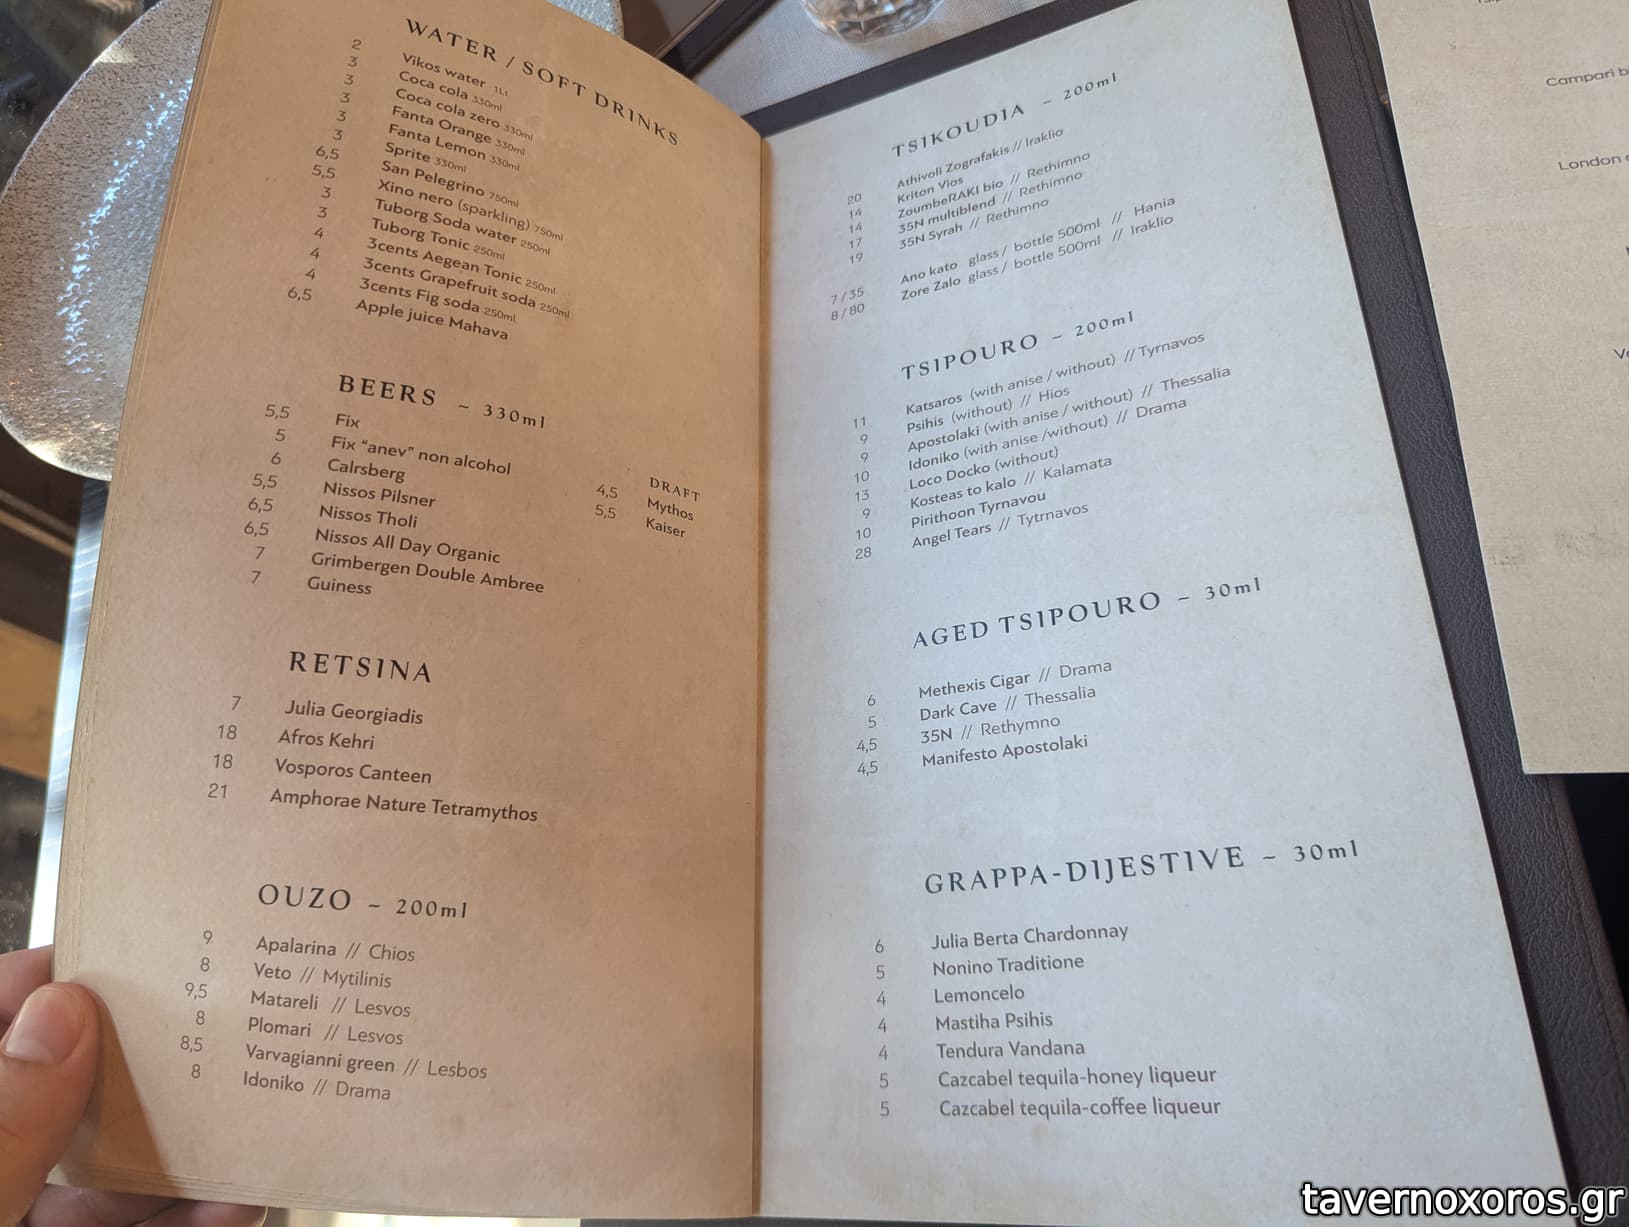 WATER / SOFT DRINKS
2 Vikos water 1Lt
3 Coca cola 330ml
3 Coca cola zero 330ml
3 Fanta Orange 330ml
3 Fanta Lemon 330ml
3 Sprite 330ml
6,5 San Pelegrino 750ml
5,5 Xino nero (sparkling) 750ml
3 Tuborg Soda water 250ml
3 Tuborg Tonic 250ml
4 3cents Aegean Tonic 250ml
4 3cents Grapefruit soda 250ml
4 3cents Fig soda 250ml
6,5 Apple juice Mahava
BEERS – 330ml
5,5 Fix
5 Fix “anev” non alcohol
6 Calrsberg
5,5 Nissos Pilsner
6,5 Nissos Tholi
6,5 Nissos All Day Organic
7 Grimbergen Double Ambree
7 Guiness
DRAFT
4,5 Mythos
5,5 Kaiser
RETSINA
7 Julia Georgiadis
18 Afros Kehri
18 Vosporos Canteen
21 Amphorae Nature Tetramythos
OUZO – 200ml
9 Apalarina // Chios
8 Veto // Mytilinis
9,5 Matareli // Lesvos
8 Plomari // Lesvos
8,5 Varvagianni green // Lesbos
8 Idoniko // Drama
TSIKOUDIA – 200ml
20 Athivoli Zografakis // Iraklio
14 Kriton Vios
14 ZoumbeRAKI bio // Rethimno
17 35N multiblend // Rethimno
19 35N Syrah // Rethimno
7 / 35 Ano kato glass / bottle 500ml // Hania
8 / 80 Zore Zalo glass / bottle 500ml // Iraklio
TSIPOURO – 200ml
11 Katsaros (with anise / without) // Tyrnavos
9 Psihis (without) // Hios
9 Apostolaki (with anise / without) // Thessalia
10 Idoniko (with anise /without) // Drama
13 Loco Docko (without)
9 Kosteas to kalo // Kalamata
10 Pirithoon Tyrnavou
28 Angel Tears // Tytrnavos
AGED TSIPOURO – 30ml
6 Methexis Cigar // Drama
5 Dark Cave // Thessalia
4,5 35N // Rethymno
4,5 Manifesto Apostolaki
GRAPPA-DIJESTIVE – 30ml
6 Julia Berta Chardonnay
5 Nonino Traditione
4 Lemoncelo
4 Mastiha Psihis
4 Tendura Vandana
5 Cazcabel tequila-honey liqueur
5 Cazcabel tequila-coffee liqueur
Campari
London
tavernoxoros.gr